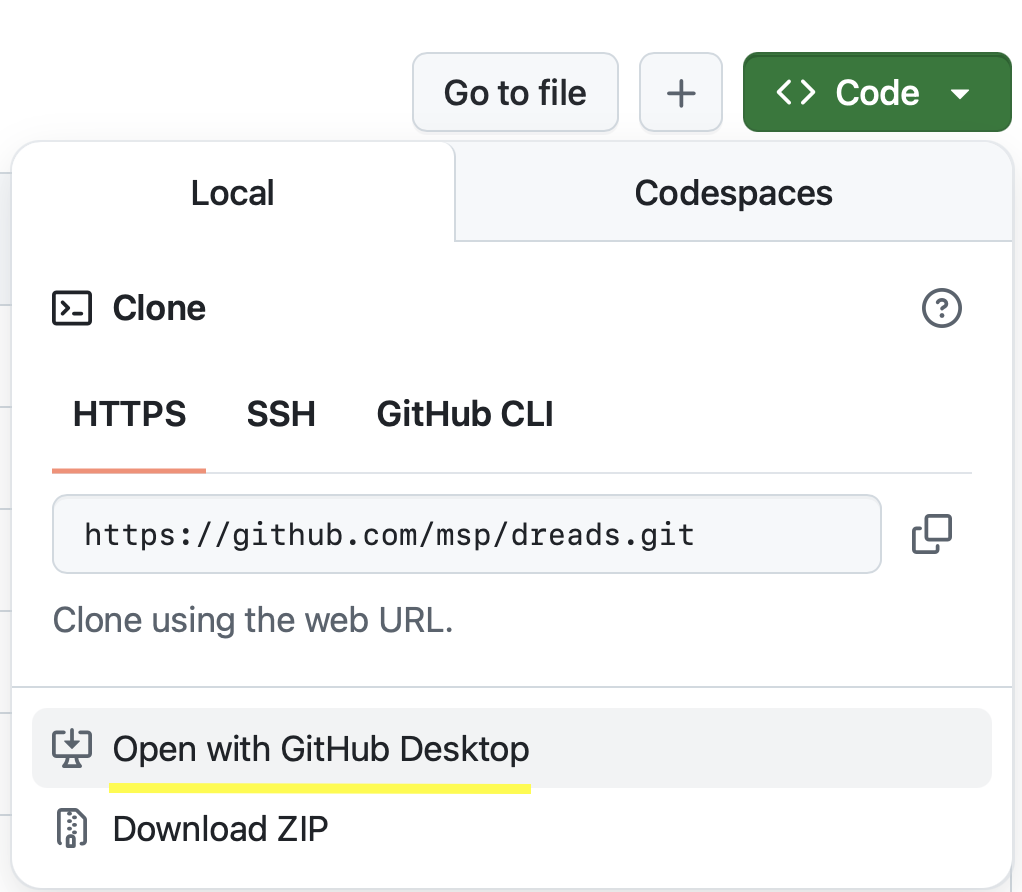 Go to file + <> Code
Local Codespaces
Clone
HTTPS SSH GitHub CLI
https://github.com/msp/dreads.git
Clone using the web URL.
Open with GitHub Desktop
Download ZIP